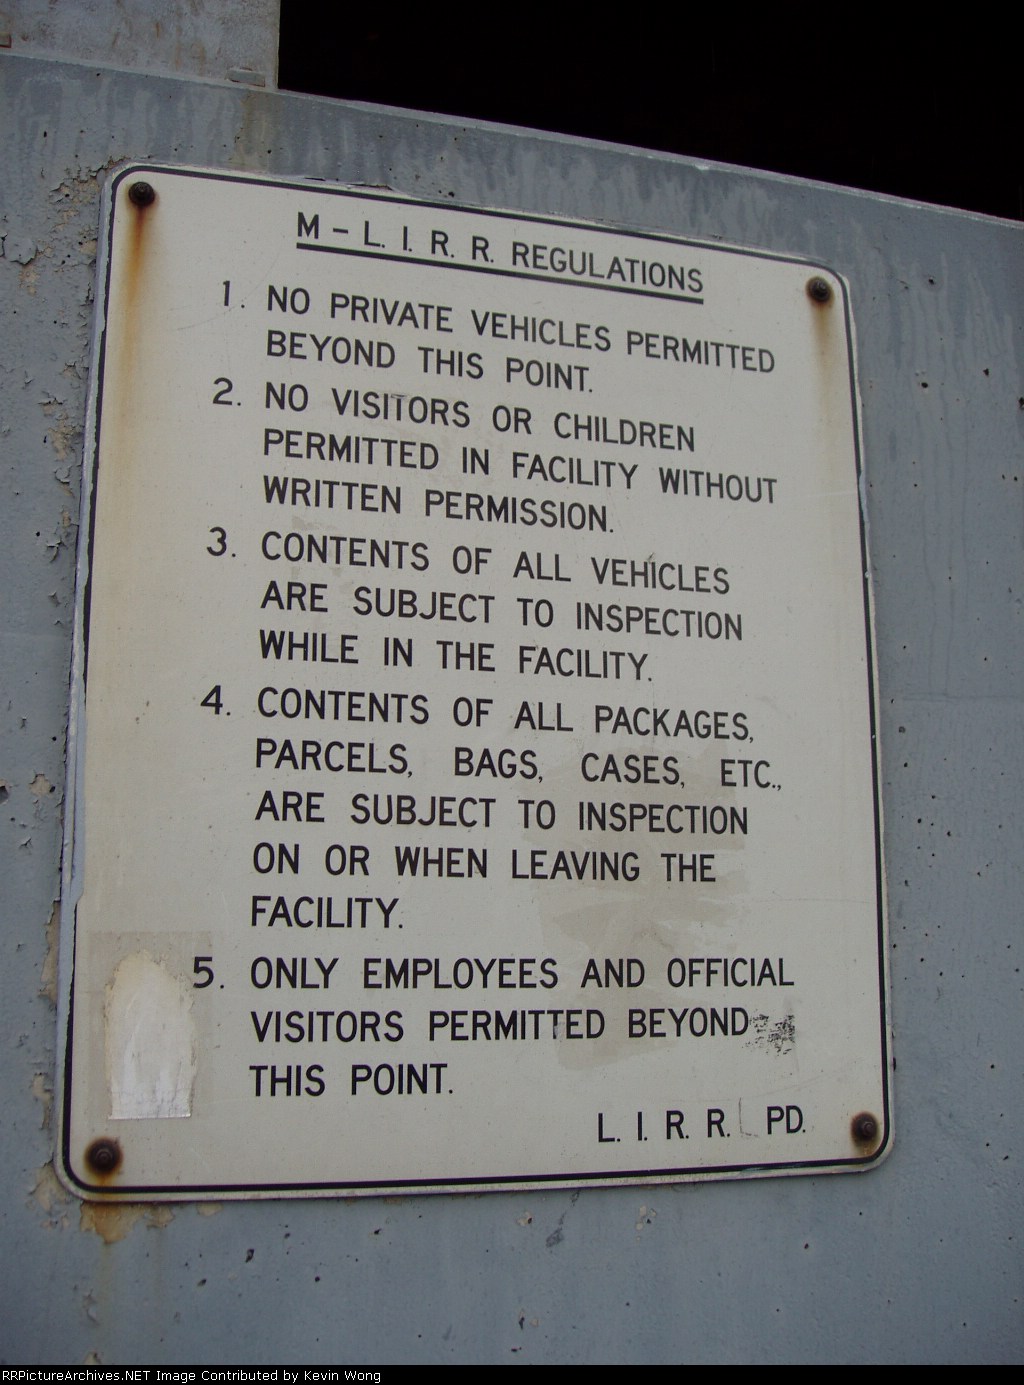 M - L. I. R. R. REGULATIONS
1. NO PRIVATE VEHICLES PERMITTED
BEYOND THIS POINT.
2. NO VISITORS OR CHILDREN
PERMITTED IN FACILITY WITHOUT
WRITTEN PERMISSION.
3. CONTENTS OF ALL VEHICLES
ARE SUBJECT TO INSPECTION
WHILE IN THE FACILITY.
4. CONTENTS OF ALL PACKAGES,
PARCELS, BAGS, CASES, ETC.,
ARE SUBJECT TO INSPECTION
ON OR WHEN LEAVING THE
FACILITY.
5. ONLY EMPLOYEES AND OFFICIAL
VISITORS PERMITTED BEYOND
THIS POINT.
L. I. R. R. PD.
RRPictureArchives.NET Image Contributed by Kevin Wong